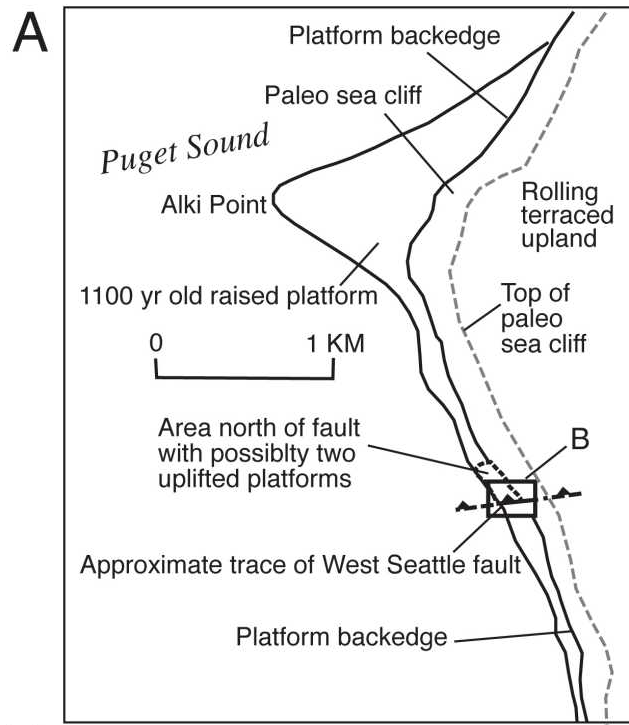 A
Platform backedge
Paleo sea cliff
Puget Sound
Alki Point
Rolling
terraced
upland
1100 yr old raised platform
Top of
paleo
sea cliff
0
1 KM
Area north of fault
with possiblty two
uplifted platforms
B
Approximate trace of West Seattle fault
Platform backedge